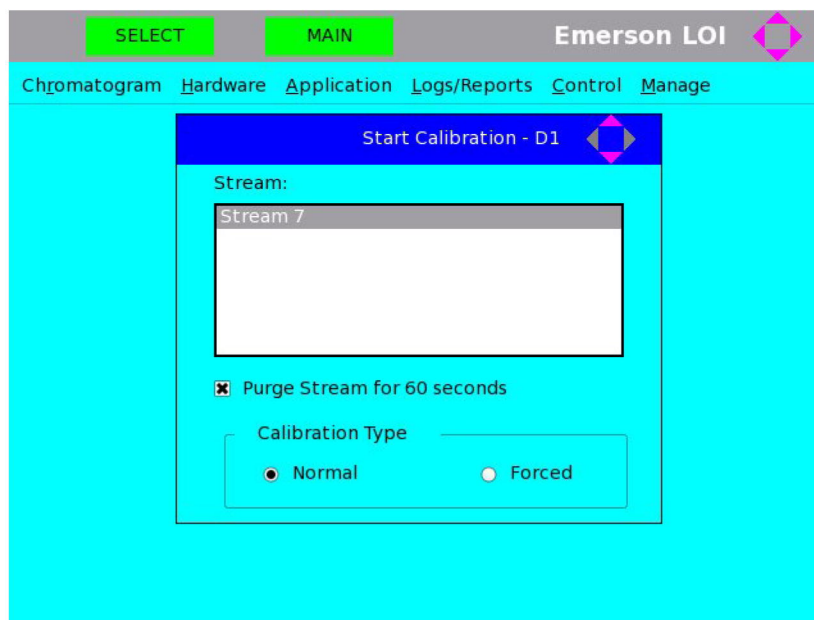 SELECT MAIN Emerson LOI
Chromatogram Hardware Application Logs/Reports Control Manage
Start Calibration - D1
Stream:
Stream 7
Purge Stream for 60 seconds
Calibration Type
Normal Forced